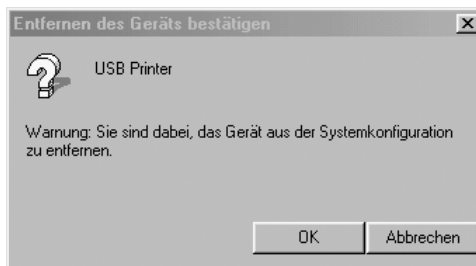 Entfernen des Geräts bestätigen
USB Printer
Warnung: Sie sind dabei, das Gerät aus der Systemkonfiguration
zu entfernen.
OK
Abbrechen